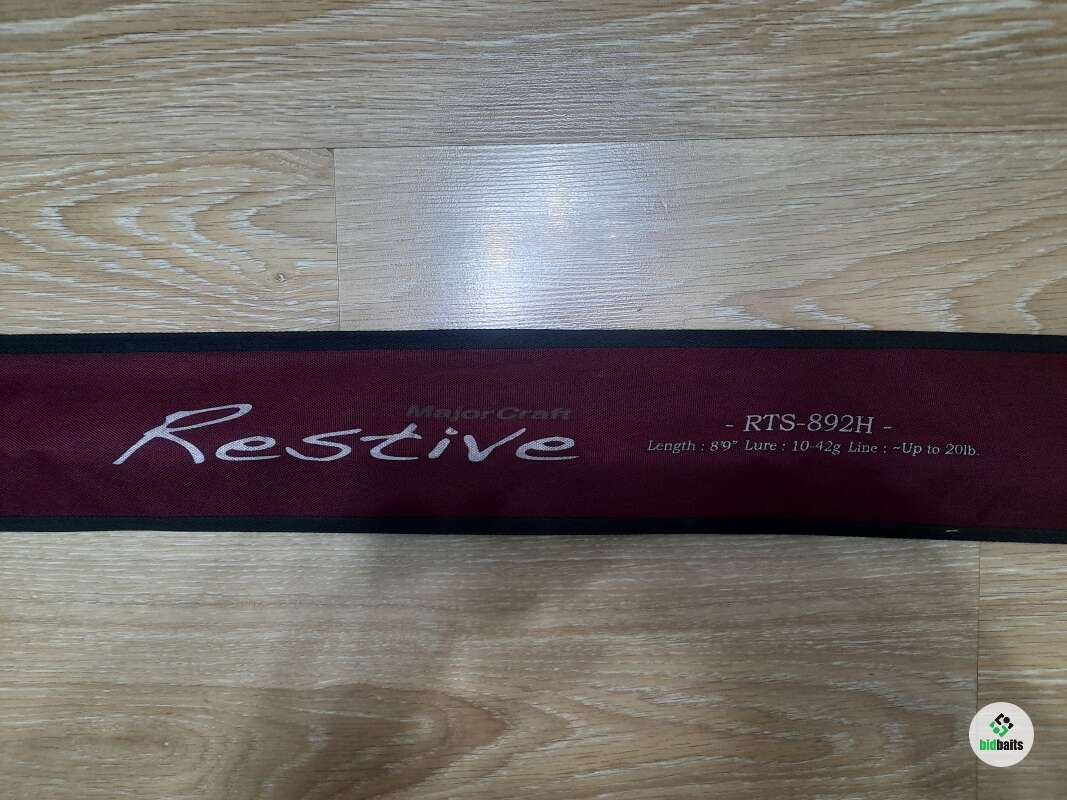 MajorCraft
Restive
- RTS-892H -
Length : 8'9" Lure : 10-42g Line : ~Up to 20lb.
bidbaits